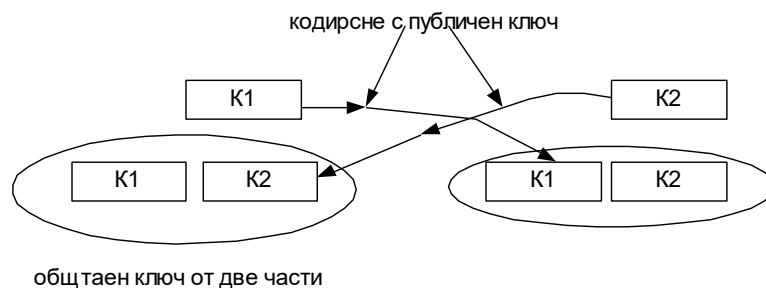 кодирсне с публичен ключ
К1
К2
К1
К2
К1
К2
общ таен ключ от две части